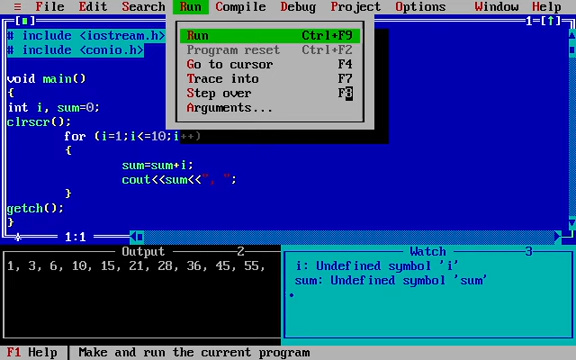 ≡ File Edit Search Run Compile Debug Project Options Window Help
[■] 1=[↑]
# include <iostream.h>
# include <conio.h>
Run Ctrl+F9
Program reset Ctrl+F2
Go to cursor F4
Trace into F7
Step over F8
Arguments...
void main()
{
int i, sum=0;
clrscr();
for (i=1;i<=10;i++)
{
sum=sum+i;
cout<<sum<<", ";
}
getch();
}
1:1
Output 2
1, 3, 6, 10, 15, 21, 28, 36, 45, 55,
Watch 3
i: Undefined symbol 'i'
sum: Undefined symbol 'sum'
F1 Help | Make and run the current program